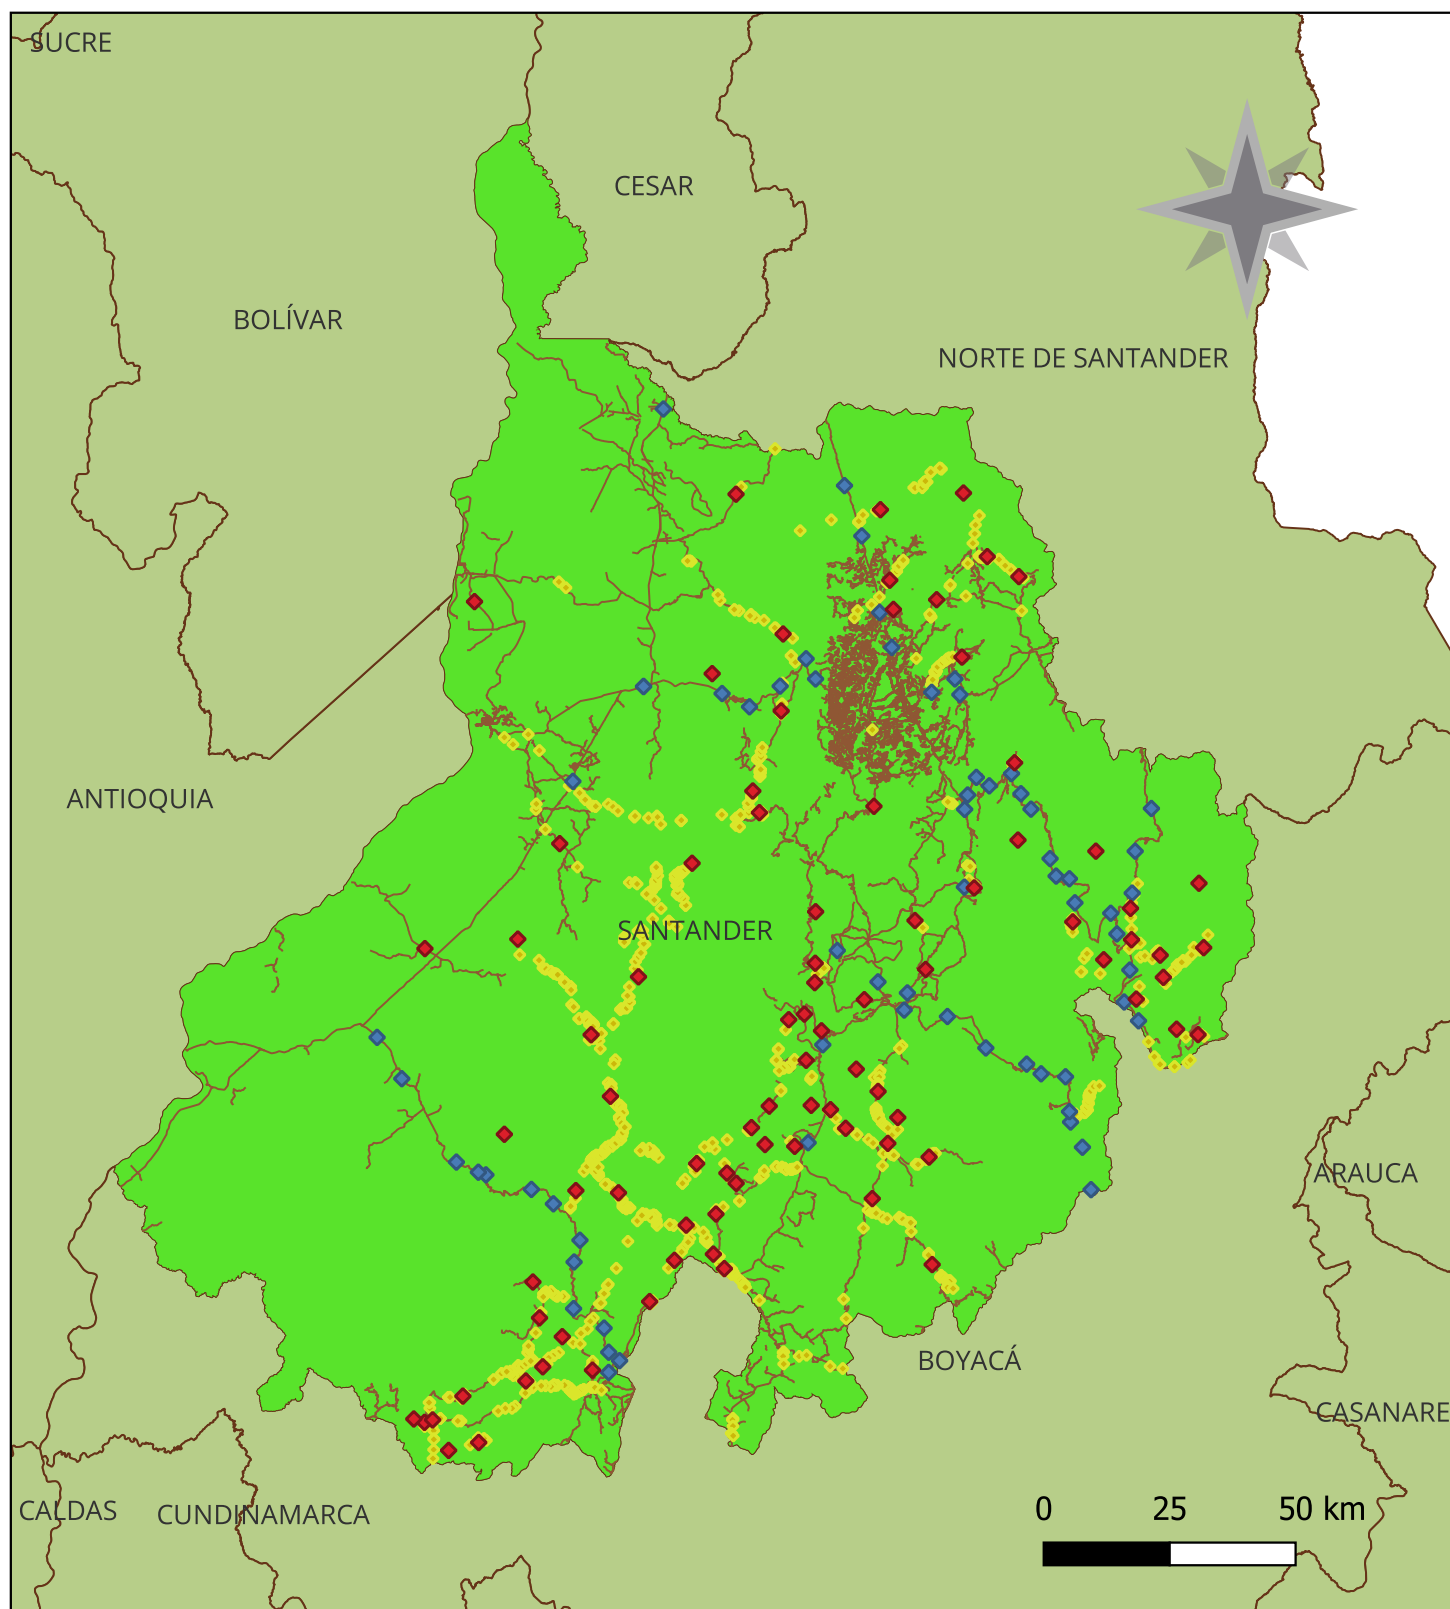 SUCRE
CESAR
BOLÍVAR
NORTE DE SANTANDER
ANTIOQUIA
SANTANDER
ARAUCA
BOYACÁ
CASANARE
CALDAS
CUNDINAMARCA
0 25 50 km